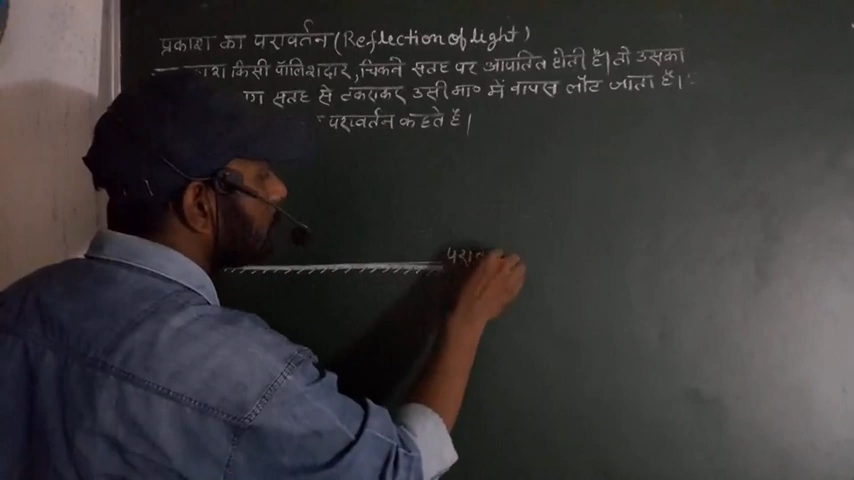 प्रकाश का परावर्तन (Reflection of light)
किसी पॉलिशदार, चिकने सतह पर आपतित होती है। तो उसका
सतह से टकराकर उसी मा० में वापस लौट जाता है।
परावर्तन कहते है।